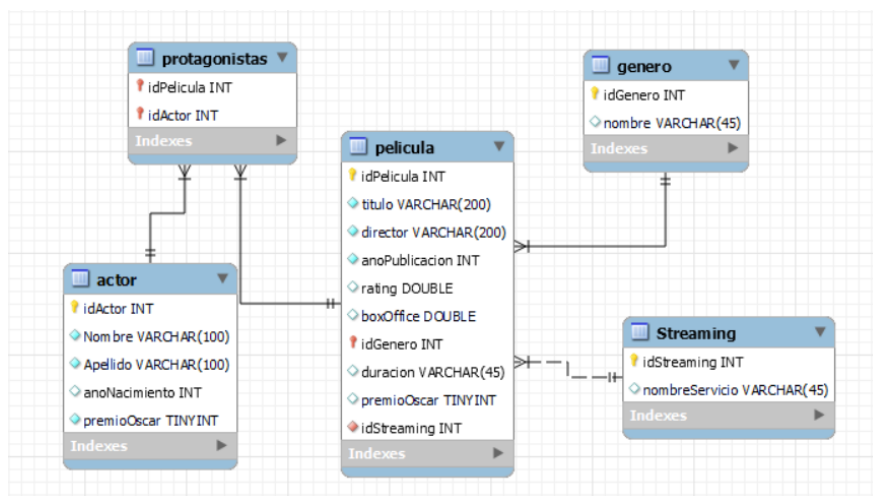 protagonistas
idPelicula INT
idActor INT
Indexes
genero
idGenero INT
nombre VARCHAR(45)
Indexes
pelicula
idPelicula INT
titulo VARCHAR(200)
director VARCHAR(200)
anoPublicacion INT
rating DOUBLE
boxOffice DOUBLE
idGenero INT
duracion VARCHAR(45)
premioOscar TINYINT
idStreaming INT
Indexes
actor
idActor INT
Nombre VARCHAR(100)
Apellido VARCHAR(100)
anoNacimiento INT
premioOscar TINYINT
Indexes
Streaming
idStreaming INT
nombreServicio VARCHAR(45)
Indexes